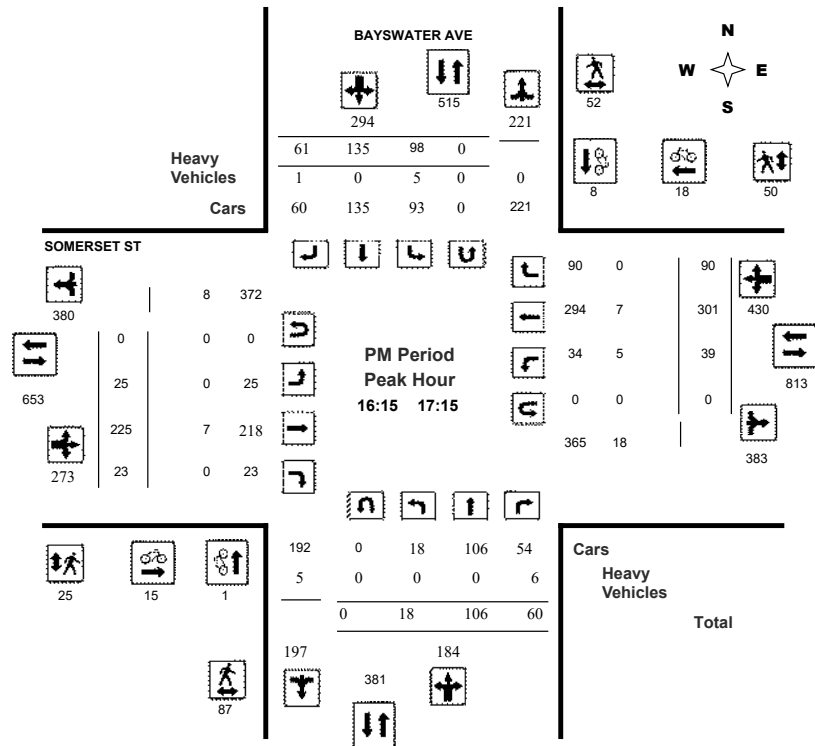 BAYSWATER AVE
N
W E
S
515
52
294 221
61 135 98 0
Heavy
Vehicles
1 0 5 0 0
Cars
60 135 93 0 221
8 18 50
SOMERSET ST
380
8 372
0 0 0
653
25 0 25
225 7 218
273
23 0 23
PM Period
Peak Hour
16:15 17:15
90 0 90
430
294 7 301
34 5 39
813
0 0 0
383
365 18
192 0 18 106 54
Cars
5 0 0 0 6
Heavy
Vehicles
0 18 106 60
Total
25 15 1
197 184
381
87